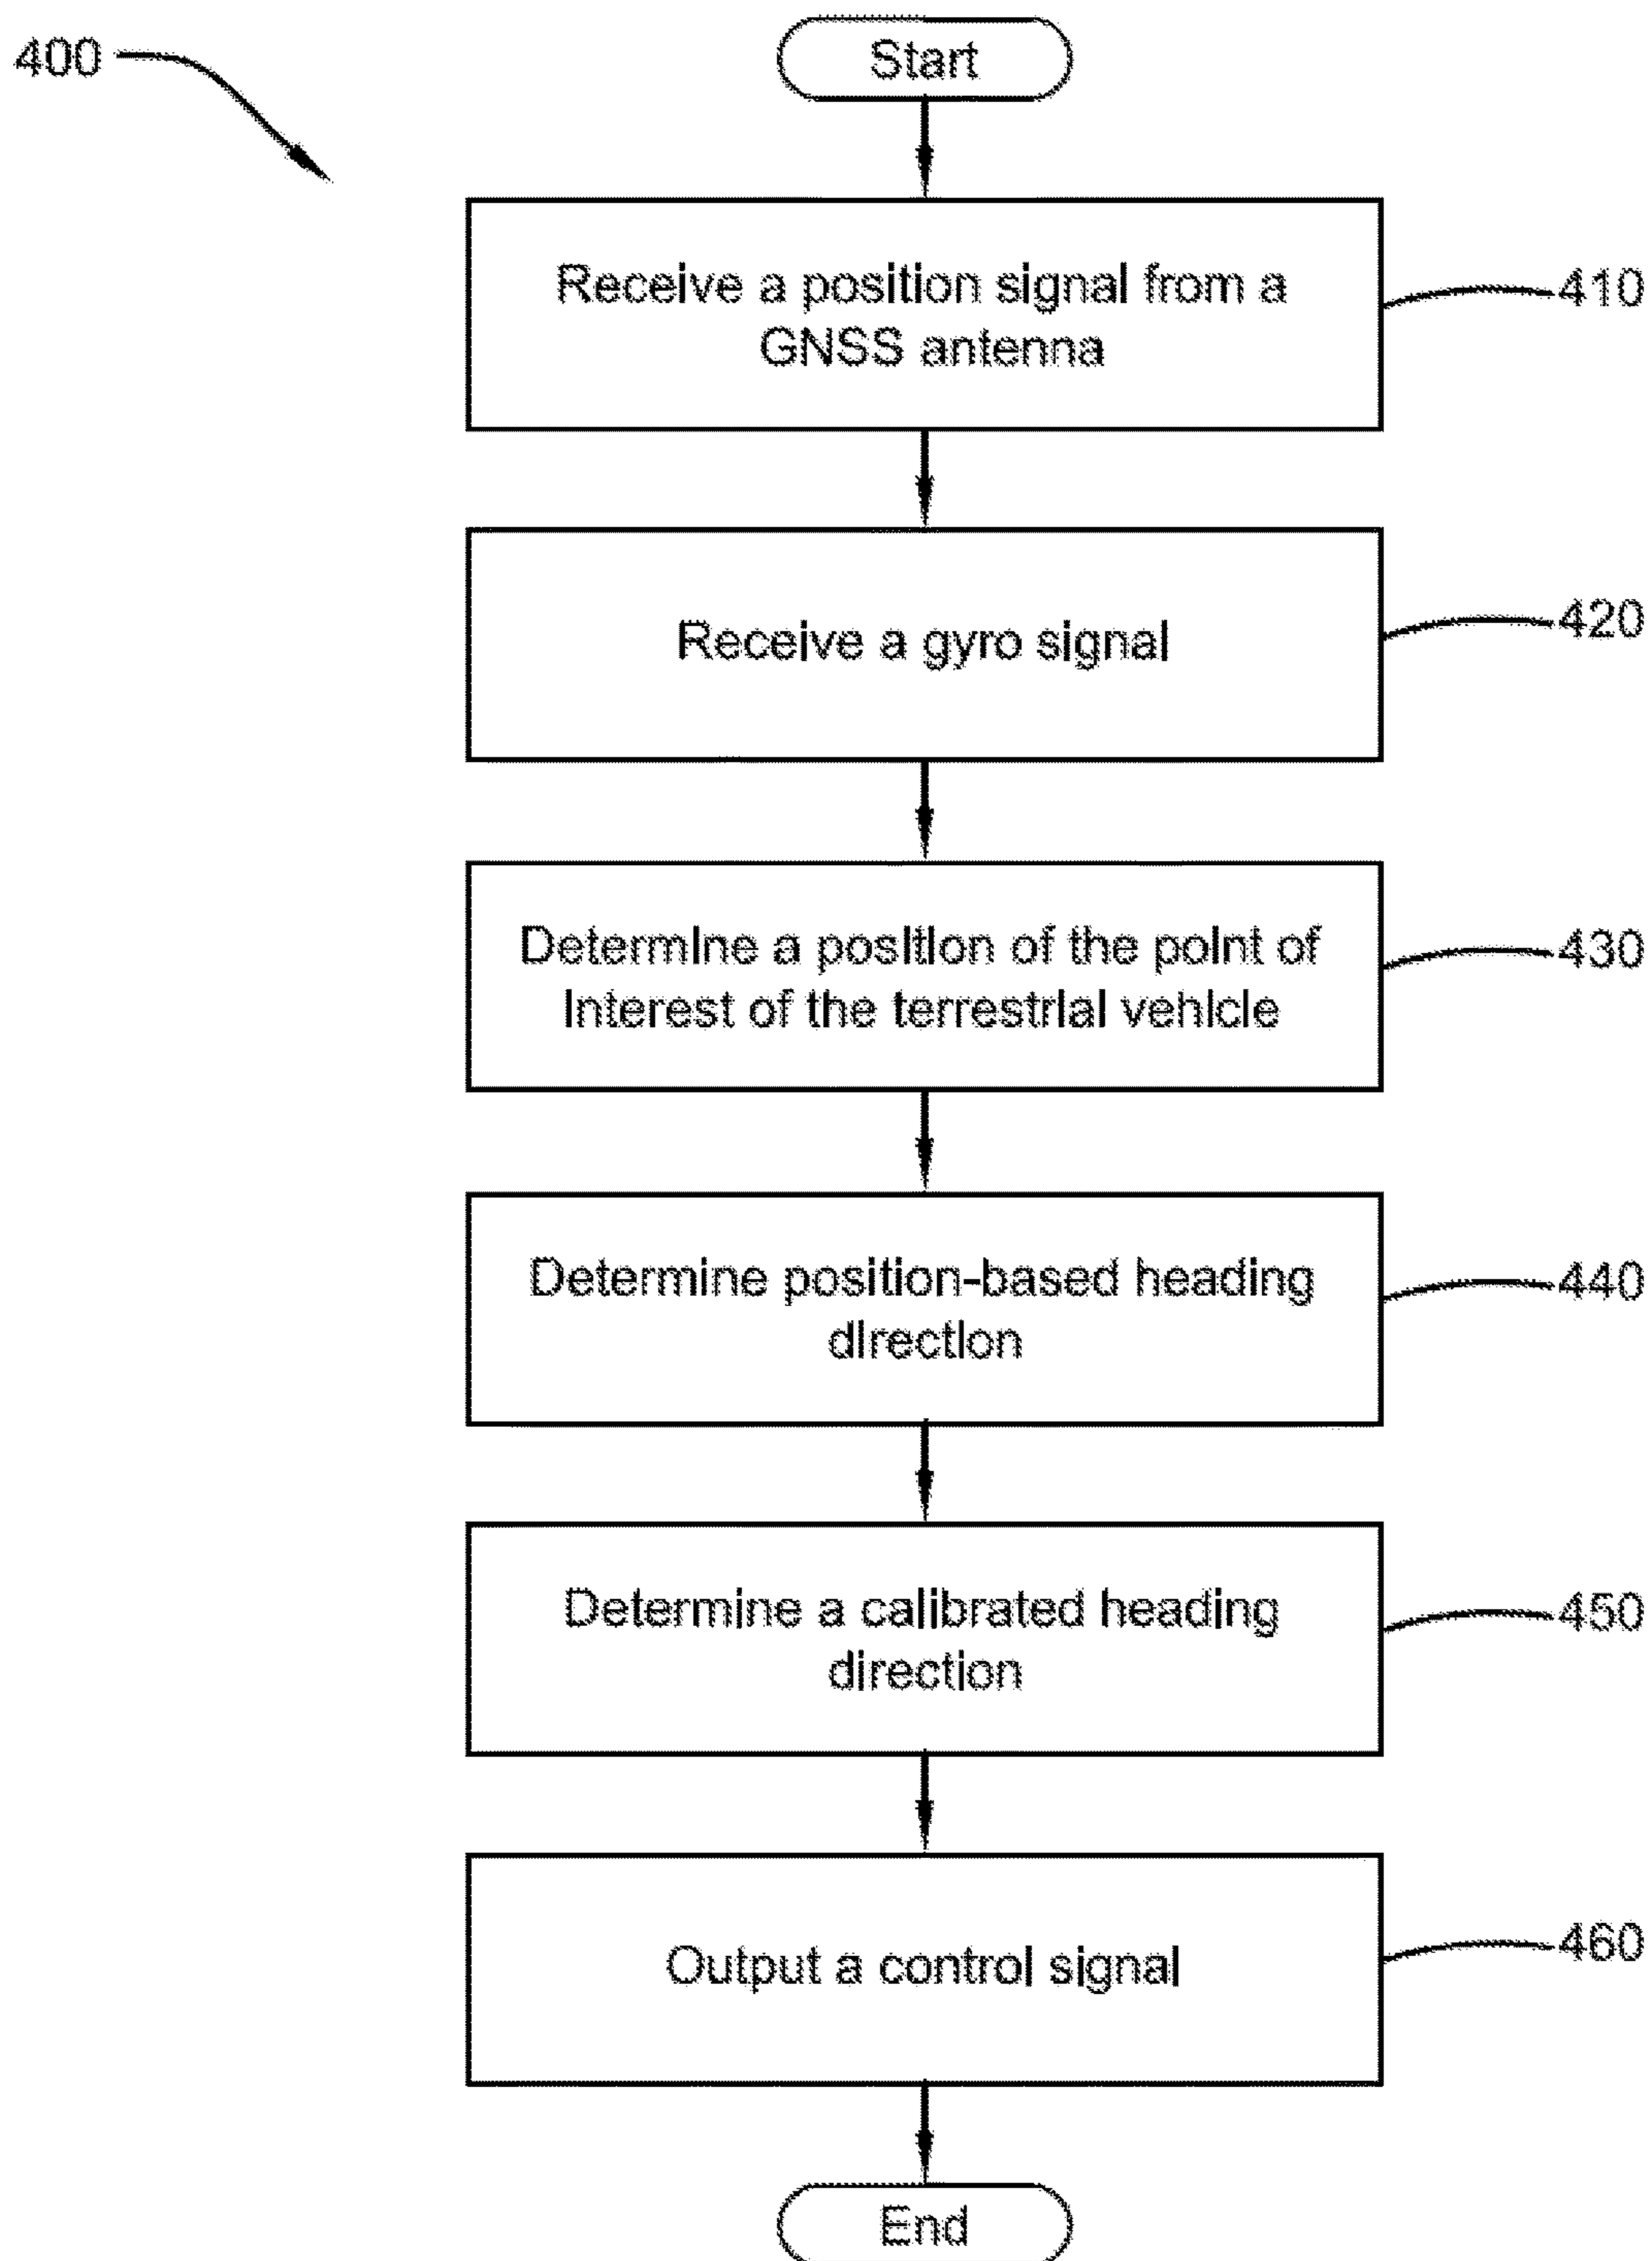 400
Start
Receive a position signal from a
GNSS antenna
410
Receive a gyro signal
420
Determine a position of the point of
Interest of the terrestrial vehicle
430
Determine position-based heading
direction
440
Determine a calibrated heading
direction
450
Output a control signal
460
End